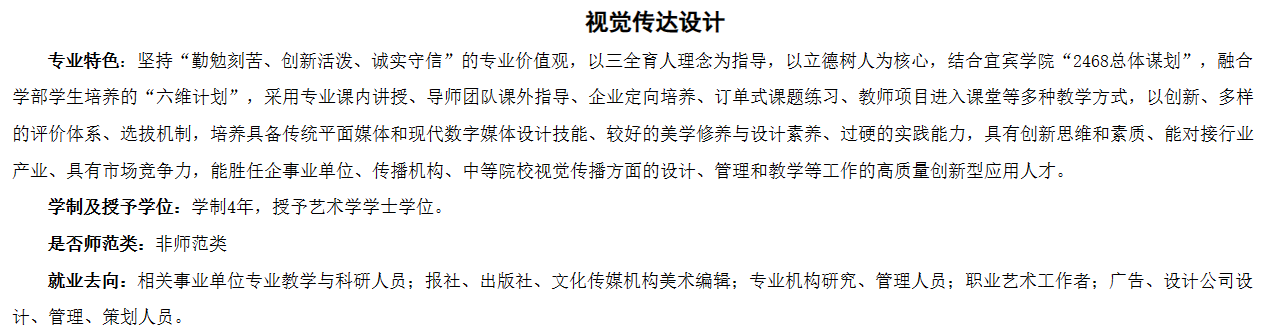 视觉传达设计
专业特色：坚持“勤勉刻苦、创新活泼、诚实守信”的专业价值观，以三全育人理念为指导，以立德树人为核心，结合宜宾学院“2468总体谋划”，融合
学部学生培养的“六维计划”，采用专业课内讲授、导师团队课外指导、企业定向培养、订单式课题练习、教师项目进入课堂等多种教学方式，以创新、多样
的评价体系、选拔机制，培养具备传统平面媒体和现代数字媒体设计技能、较好的美学修养与设计素养、过硬的实践能力，具有创新思维和素质、能对接行业
产业、具有市场竞争力，能胜任企事业单位、传播机构、中等院校视觉传播方面的设计、管理和教学等工作的高质量创新型应用人才。
学制及授予学位：学制4年，授予艺术学学士学位。
是否师范类：非师范类
就业去向：相关事业单位专业教学与科研人员；报社、出版社、文化传媒机构美术编辑；专业机构研究、管理人员；职业艺术工作者；广告、设计公司设
计、管理、策划人员。